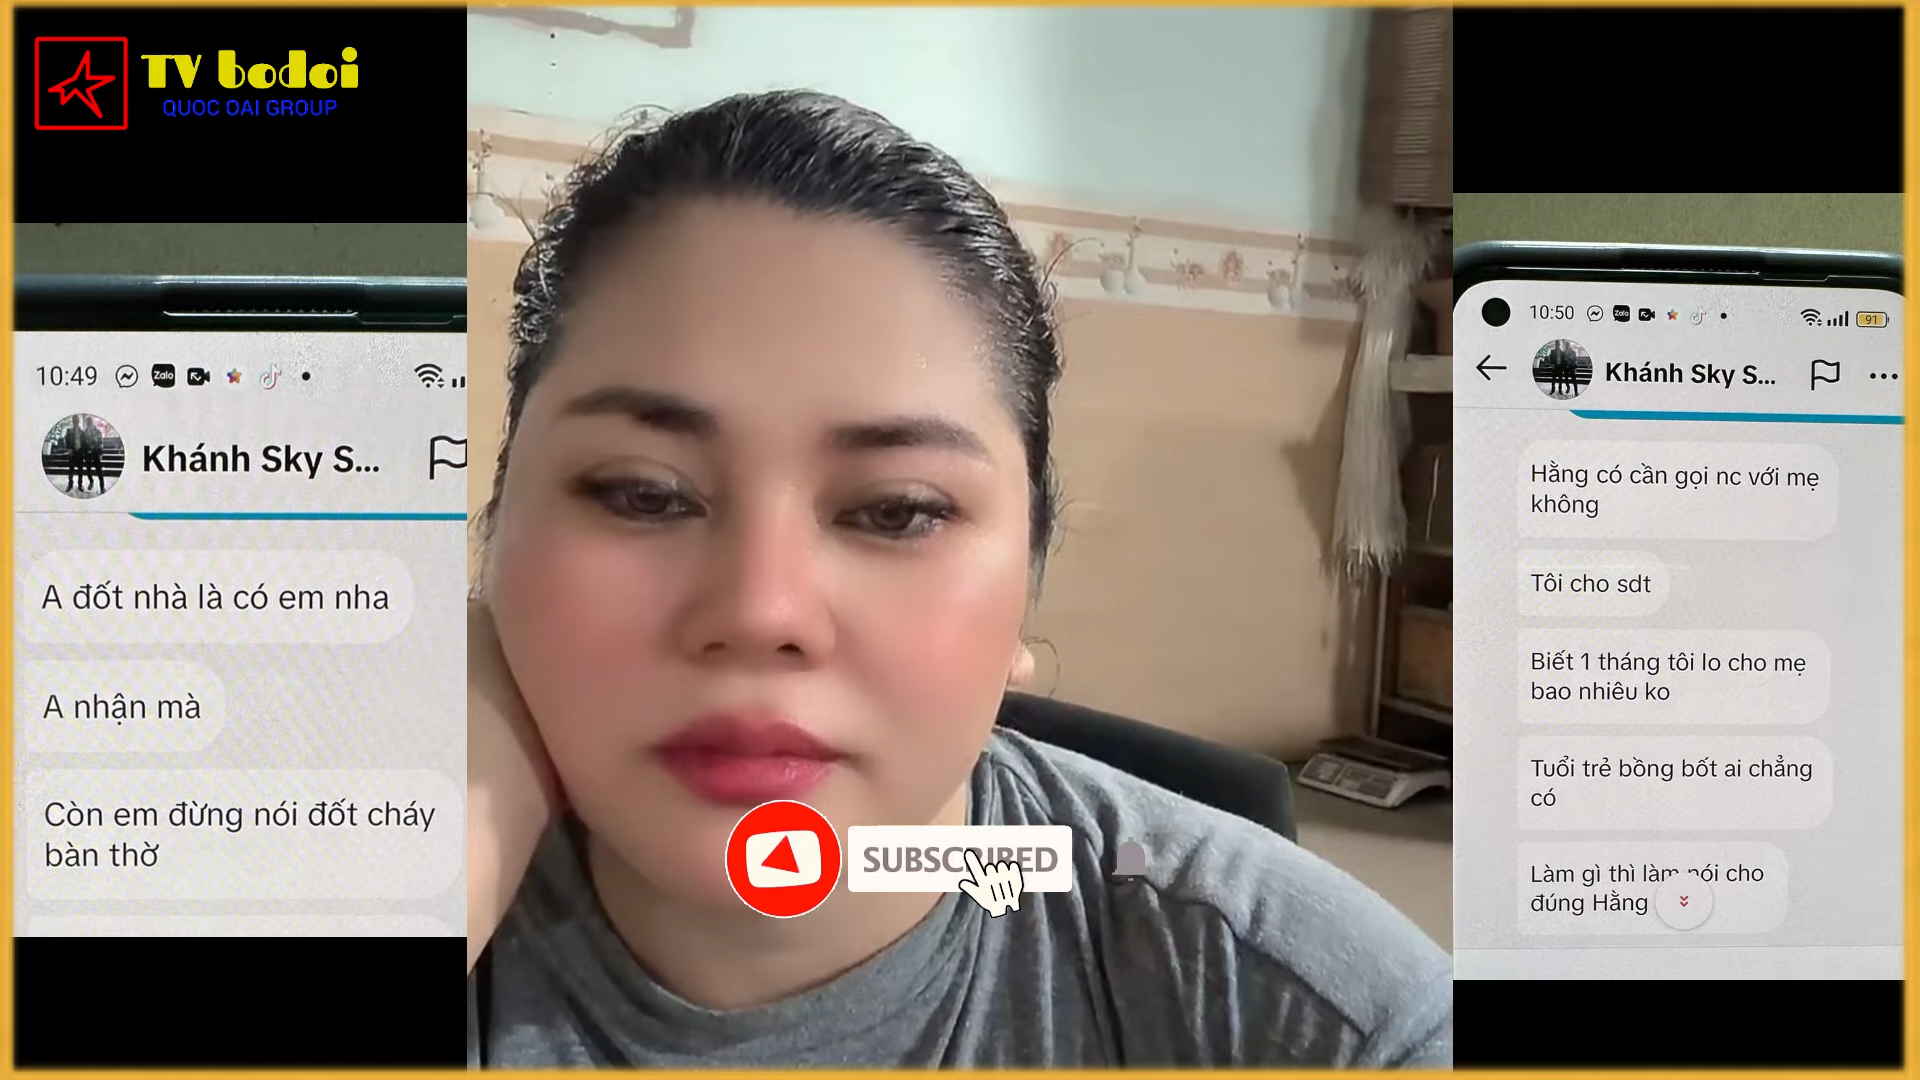 TV bodoi
QUOC OAI GROUP
10:49
Zalo
Khánh Sky S...
A đốt nhà là có em nha
A nhận mà
Còn em đừng nói đốt cháy
bàn thờ
SUBSCRIBED
10:50
Zalo
91
Khánh Sky S...
Hằng có cần gọi nc với mẹ
không
Tôi cho sdt
Biết 1 tháng tôi lo cho mẹ
bao nhiêu ko
Tuổi trẻ bồng bốt ai chẳng
có
Làm gì thì làm nói cho
đúng Hằng